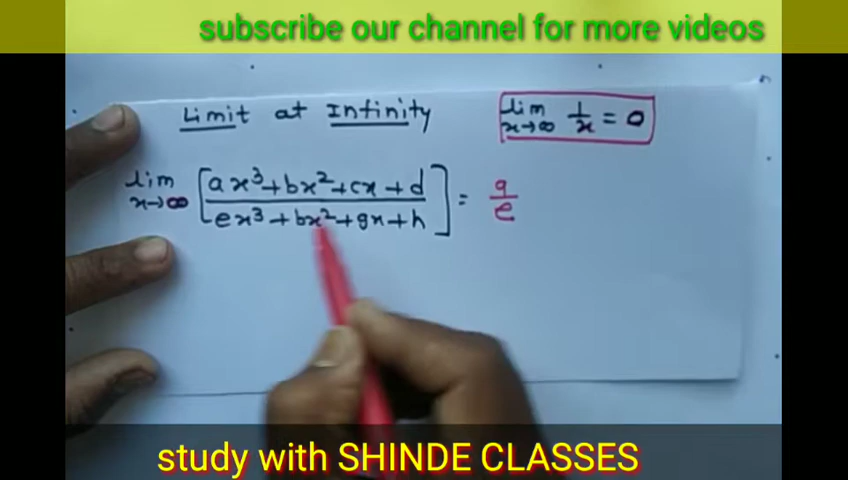 subscribe our channel for more videos
Limit at Infinity
lim x→∞ 1/x = 0
lim x→∞ [ax³+bx²+cx+d / ex³+bx²+gx+h] = a/e
study with SHINDE CLASSES